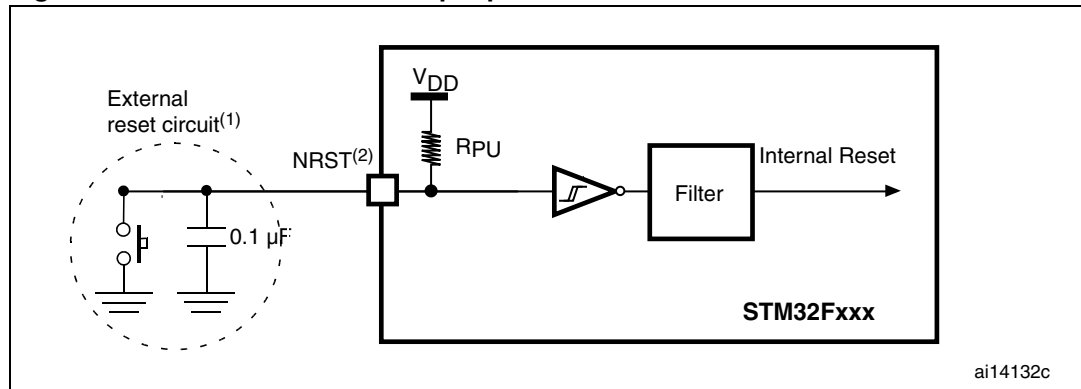 External
reset circuit(1)
VDD
RPU
NRST(2)
Internal Reset
Filter
0.1 µF
STM32Fxxx
ai14132c